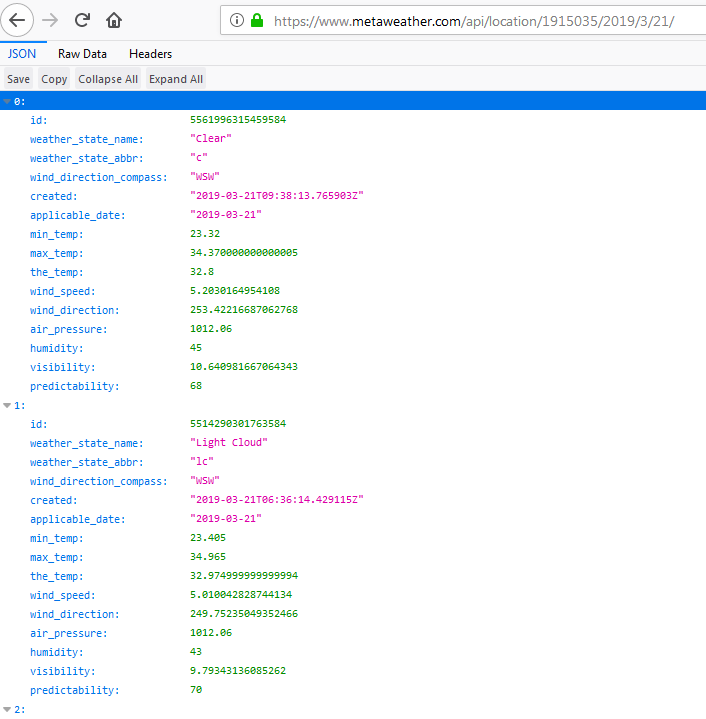 https://www.metaweather.com/api/location/1915035/2019/3/21/
JSON Raw Data Headers
Save Copy Collapse All Expand All
0:
id: 5561996315459584
weather_state_name: "Clear"
weather_state_abbr: "c"
wind_direction_compass: "WSW"
created: "2019-03-21T09:38:13.765903Z"
applicable_date: "2019-03-21"
min_temp: 23.32
max_temp: 34.370000000000005
the_temp: 32.8
wind_speed: 5.2030164954108
wind_direction: 253.42216687062768
air_pressure: 1012.06
humidity: 45
visibility: 10.640981667064343
predictability: 68
1:
id: 5514290301763584
weather_state_name: "Light Cloud"
weather_state_abbr: "lc"
wind_direction_compass: "WSW"
created: "2019-03-21T06:36:14.429115Z"
applicable_date: "2019-03-21"
min_temp: 23.405
max_temp: 34.965
the_temp: 32.974999999999994
wind_speed: 5.010042828744134
wind_direction: 249.75235049352466
air_pressure: 1012.06
humidity: 43
visibility: 9.79343136085262
predictability: 70
2: